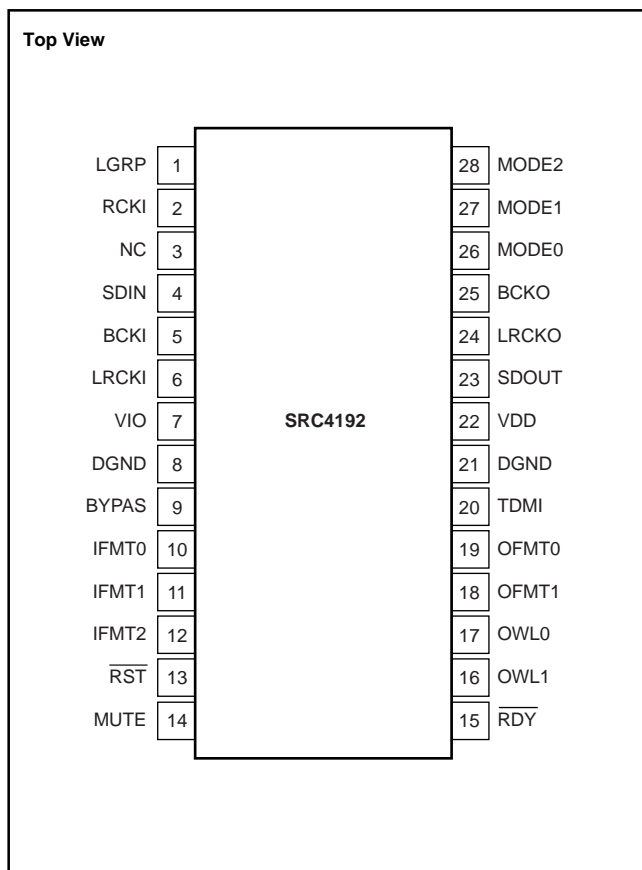 Top View
LGRP 1
RCKI 2
NC 3
SDIN 4
BCKI 5
LRCKI 6
VIO 7
DGND 8
BYPAS 9
IFMT0 10
IFMT1 11
IFMT2 12
RST 13
MUTE 14
SRC4192
28 MODE2
27 MODE1
26 MODE0
25 BCKO
24 LRCKO
23 SDOUT
22 VDD
21 DGND
20 TDMI
19 OFMT0
18 OFMT1
17 OWL0
16 OWL1
15 RDY